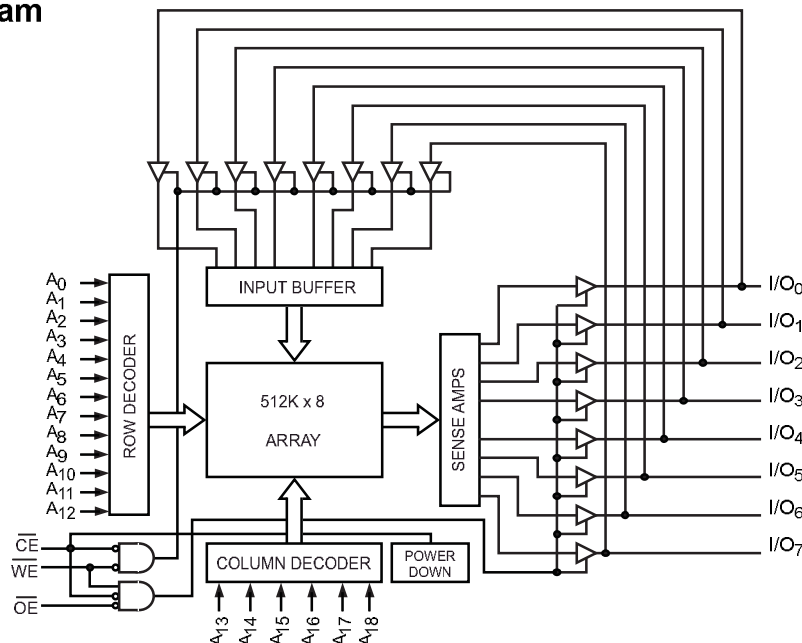 am
INPUT BUFFER
A0
A1
A2
A3
A4
A5
A6
A7
A8
A9
A10
A11
A12
ROW DECODER
512K x 8
ARRAY
SENSE AMPS
I/O0
I/O1
I/O2
I/O3
I/O4
I/O5
I/O6
I/O7
CE
WE
OE
COLUMN DECODER
POWER
DOWN
A13
A14
A15
A16
A17
A18